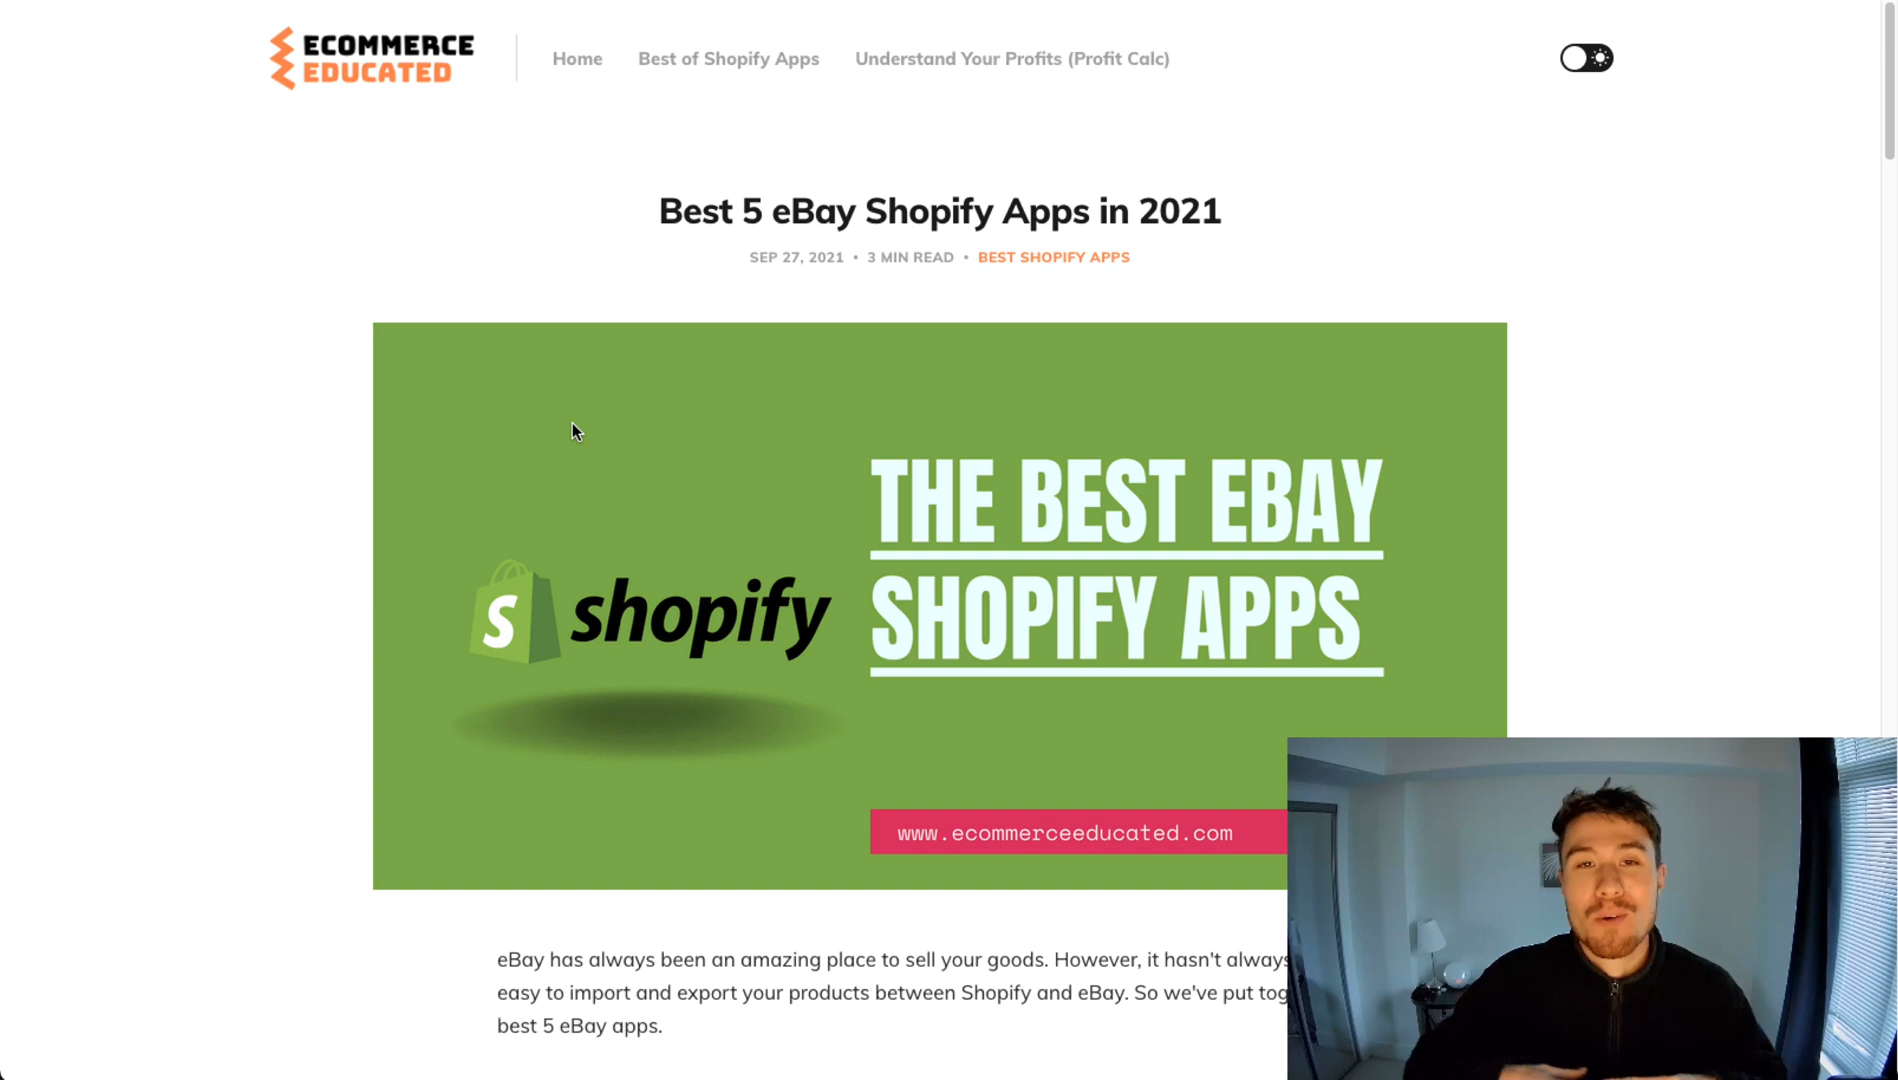 ECOMMERCE
EDUCATED
Home
Best of Shopify Apps
Understand Your Profits (Profit Calc)
Best 5 eBay Shopify Apps in 2021
SEP 27, 2021 • 3 MIN READ • BEST SHOPIFY APPS
THE BEST EBAY
SHOPIFY APPS
S shopify
www.ecommerceeducated.com
eBay has always been an amazing place to sell your goods. However, it hasn't always
easy to import and export your products between Shopify and eBay. So we've put tog
best 5 eBay apps.